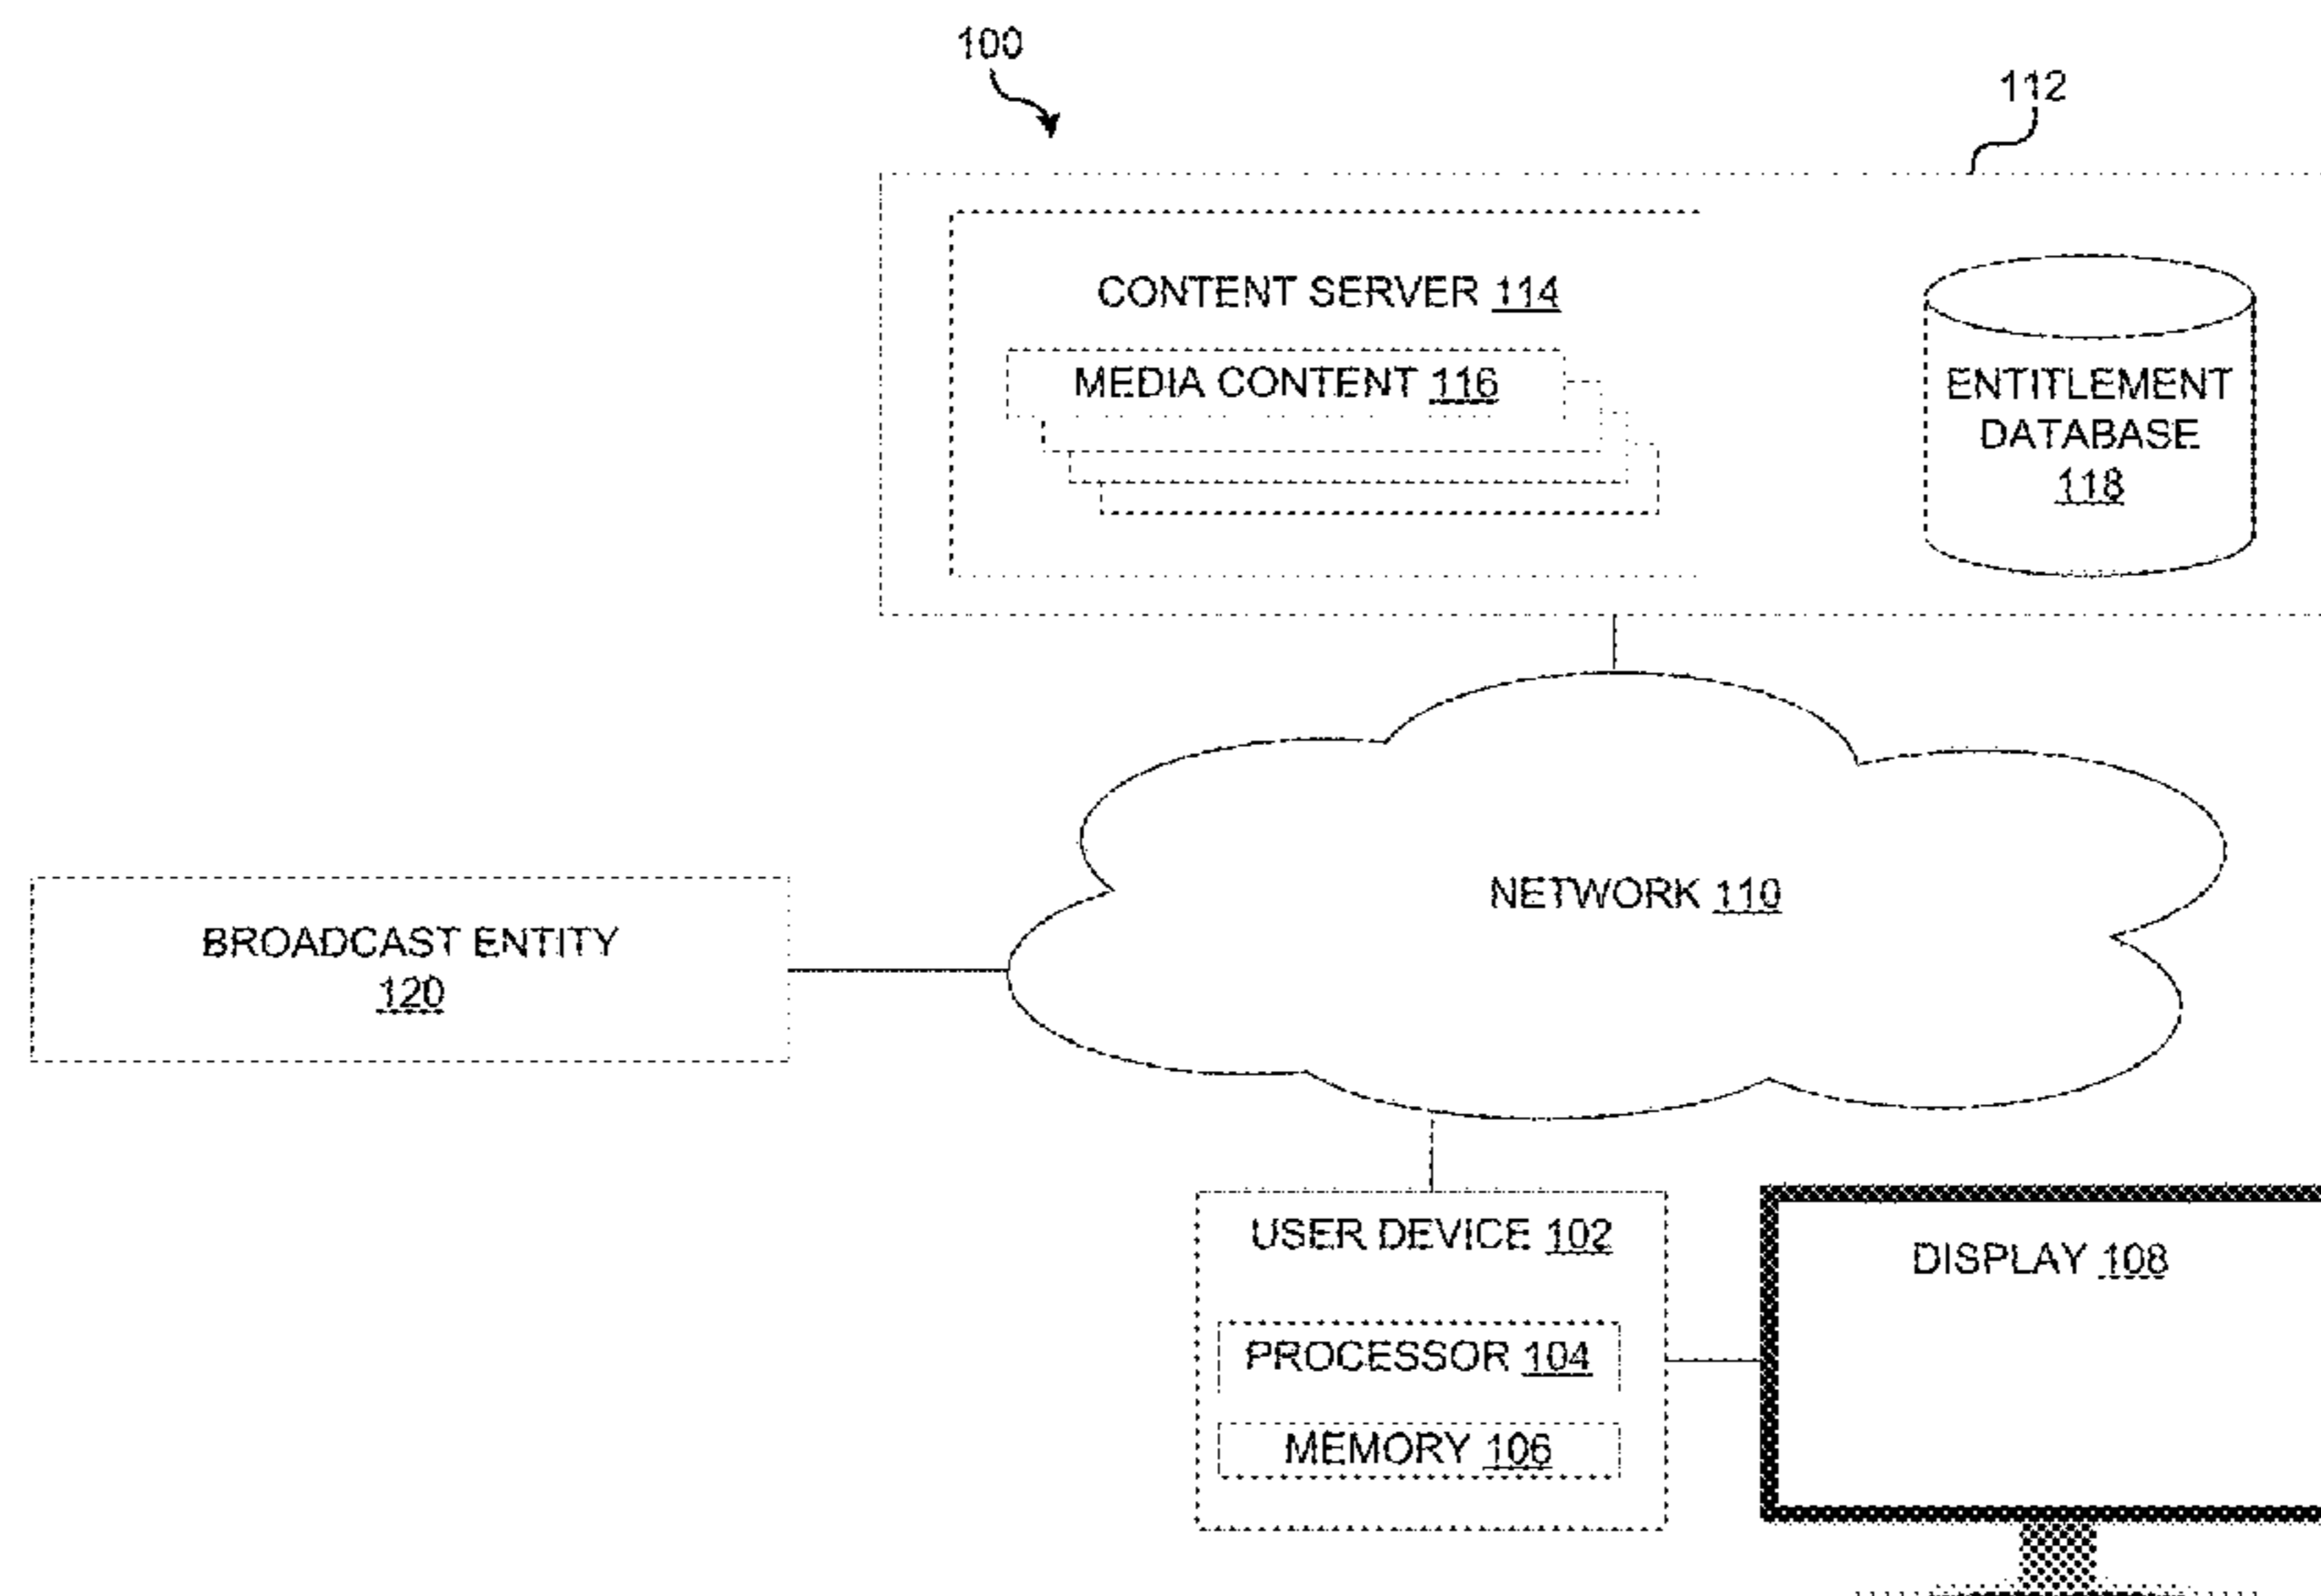 100
112
CONTENT SERVER 114
MEDIA CONTENT 116
ENTITLEMENT
DATABASE
118
NETWORK 110
BROADCAST ENTITY
120
USER DEVICE 102
DISPLAY 108
PROCESSOR 104
MEMORY 106